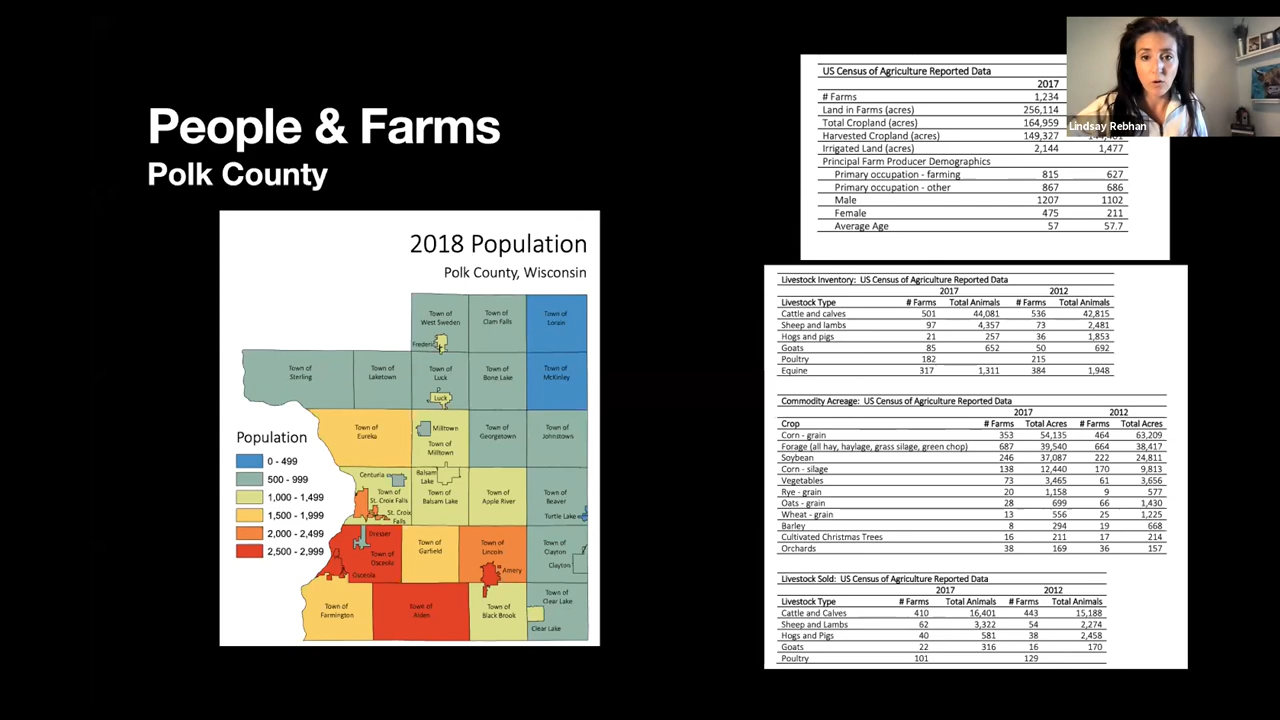 People & Farms
Polk County
2018 Population
Polk County, Wisconsin
Town of West Sweden
Town of Clam Falls
Town of Lorain
Frederic
Town of Sterling
Town of Laketown
Town of Luck
Town of Bone Lake
Town of McKinley
Luck
Town of Eureka
Milltown
Town of Milltown
Town of Georgetown
Town of Johnstown
Centuria
Balsam Lake
Town of St. Croix Falls
Town of Balsam Lake
Town of Apple River
Town of Beaver
St. Croix Falls
Turtle Lake
Dresser
Town of Osceola
Town of Garfield
Town of Lincoln
Town of Clayton
Clayton
Osceola
Amery
Town of Farmington
Town of Alden
Town of Black Brook
Town of Clear Lake
Clear Lake
Population
0 - 499
500 - 999
1,000 - 1,499
1,500 - 1,999
2,000 - 2,499
2,500 - 2,999
Lindsay Rebhan
US Census of Agriculture Reported Data
2017
# Farms 1,234
Land in Farms (acres) 256,114
Total Cropland (acres) 164,959
Harvested Cropland (acres) 149,327
Irrigated Land (acres) 2,144 1,477
Principal Farm Producer Demographics
Primary occupation - farming 815 627
Primary occupation - other 867 686
Male 1207 1102
Female 475 211
Average Age 57 57.7
Livestock Inventory: US Census of Agriculture Reported Data
2017 2012
Livestock Type # Farms Total Animals # Farms Total Animals
Cattle and calves 501 44,081 536 42,815
Sheep and lambs 97 4,357 73 2,481
Hogs and pigs 21 257 36 1,853
Goats 85 652 50 692
Poultry 182 215
Equine 317 1,311 384 1,948
Commodity Acreage: US Census of Agriculture Reported Data
2017 2012
Crop # Farms Total Acres # Farms Total Acres
Corn - grain 353 54,135 464 63,209
Forage (all hay, haylage, grass silage, green chop) 687 39,540 664 38,417
Soybean 246 37,087 222 24,811
Corn - silage 138 12,440 170 9,813
Vegetables 73 3,465 61 3,656
Rye - grain 20 1,158 9 577
Oats - grain 28 699 66 1,430
Wheat - grain 13 556 25 1,225
Barley 8 294 19 668
Cultivated Christmas Trees 16 211 17 214
Orchards 38 169 36 157
Livestock Sold: US Census of Agriculture Reported Data
2017 2012
Livestock Type # Farms Total Animals # Farms Total Animals
Cattle and Calves 410 16,401 443 15,188
Sheep and Lambs 62 3,322 54 2,274
Hogs and Pigs 40 581 38 2,458
Goats 22 316 16 170
Poultry 101 129